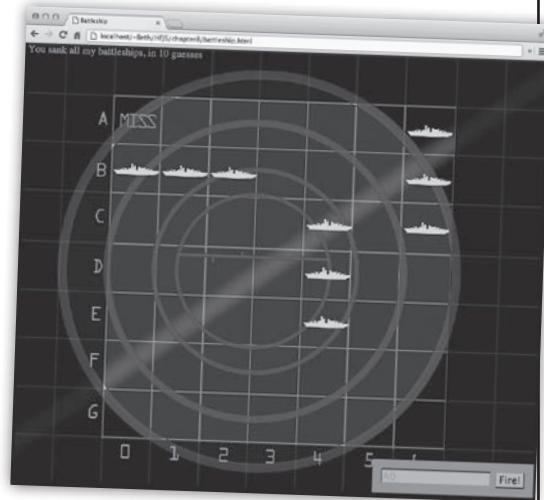 Battleship
localhost/~Beth/HFJS/chapter8/battleship.html
You sank all my battleships, in 10 guesses
A MISS
B
C
D
E
F
G
0 1 2 3 4 5
A0 Fire!